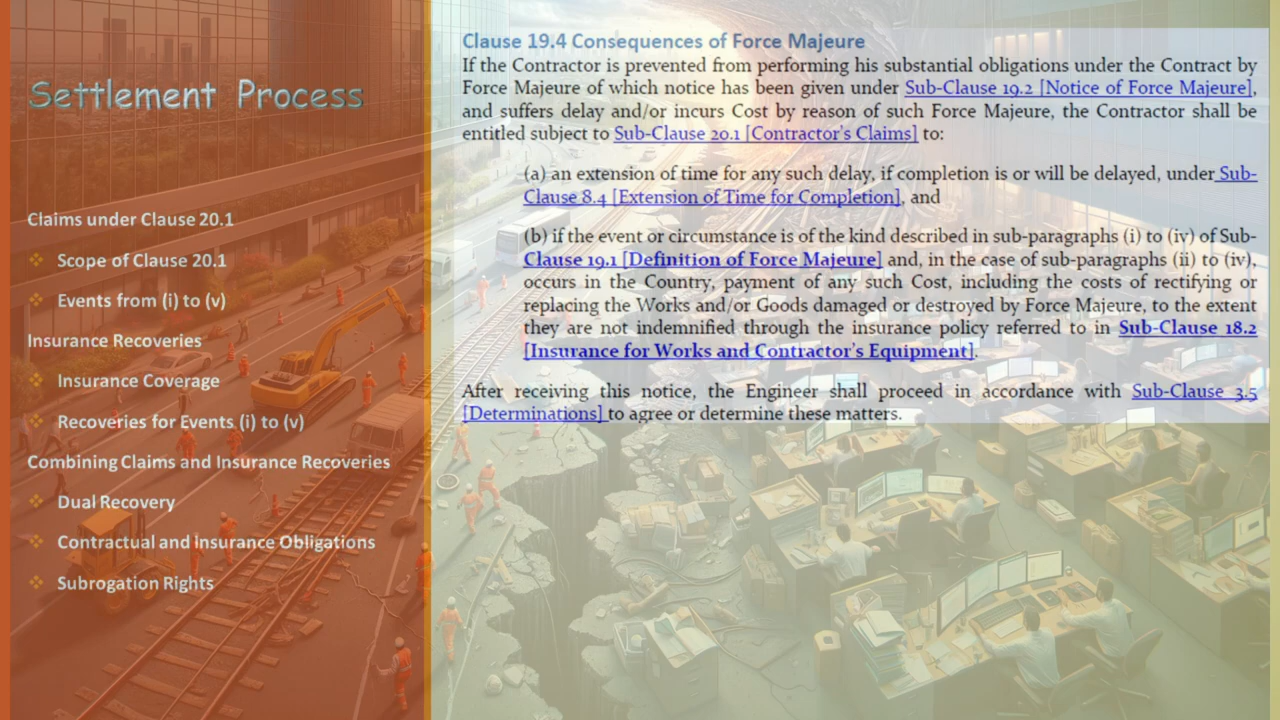 Settlement Process
Claims under Clause 20.1
Scope of Clause 20.1
Events from (i) to (v)
Insurance Recoveries
Insurance Coverage
Recoveries for Events (i) to (v)
Combining Claims and Insurance Recoveries
Dual Recovery
Contractual and Insurance Obligations
Subrogation Rights
Clause 19.4 Consequences of Force Majeure
If the Contractor is prevented from performing his substantial obligations under the Contract by
Force Majeure of which notice has been given under Sub-Clause 19.2 [Notice of Force Majeure],
and suffers delay and/or incurs Cost by reason of such Force Majeure, the Contractor shall be
entitled subject to Sub-Clause 20.1 [Contractor's Claims] to:
(a) an extension of time for any such delay, if completion is or will be delayed, under Sub-
Clause 8.4 [Extension of Time for Completion], and
(b) if the event or circumstance is of the kind described in sub-paragraphs (i) to (iv) of Sub-
Clause 19.1 [Definition of Force Majeure] and, in the case of sub-paragraphs (ii) to (iv),
occurs in the Country, payment of any such Cost, including the costs of rectifying or
replacing the Works and/or Goods damaged or destroyed by Force Majeure, to the extent
they are not indemnified through the insurance policy referred to in Sub-Clause 18.2
[Insurance for Works and Contractor's Equipment].
After receiving this notice, the Engineer shall proceed in accordance with Sub-Clause 3.5
[Determinations] to agree or determine these matters.